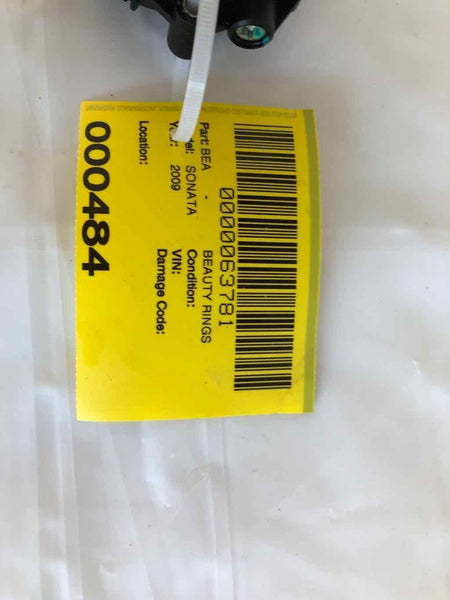 0000063781
Part: BEA - BEAUTY RINGS
Model: SONATA Condition:
Year: 2009 VIN:
Location: Damage Code:
000484